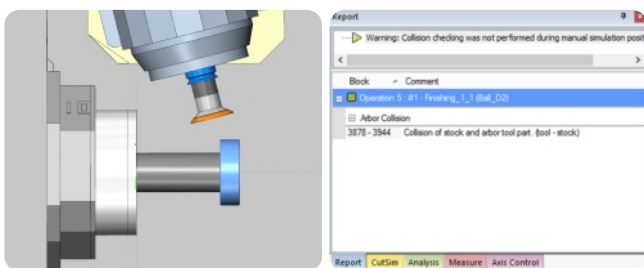 Report
Warning: Collision checking was not performed during manual simulation posit
Block Comment
Operation 5 : #1 - Finishing_1_1 (Ball_D2)
Arbor Collision
3878 - 3944 Collision of stock and arbor tool part. (tool - stock)
Report CutSim Analysis Measure Axis Control